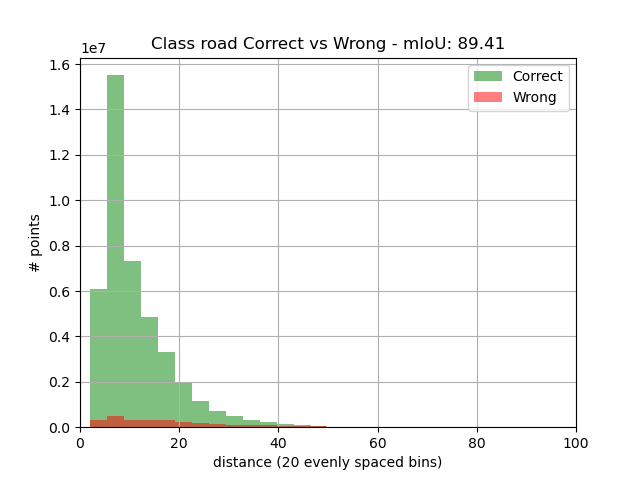 Class road Correct vs Wrong - mIoU: 89.41
1e7
1.6
1.4
1.2
1.0
0.8
0.6
0.4
0.2
0.0
# points
Correct
Wrong
0 20 40 60 80 100
distance (20 evenly spaced bins)